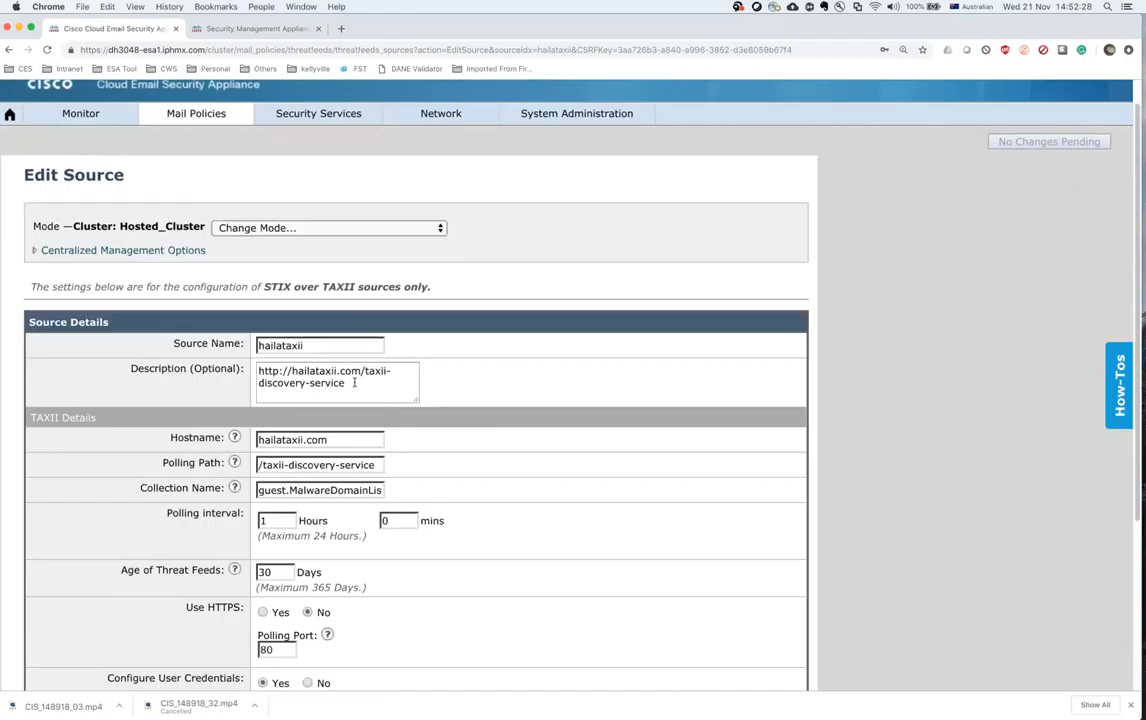 Chrome File Edit View History Bookmarks People Window Help
100% Australian Wed 21 Nov 14:52:28
Cisco Cloud Email Security Ap
Security Management Applianc
https://dh3048-esa1.iphmx.com/cluster/mail_policies/threatfeeds/threatfeeds_sources?action=EditSource&sourceIdx=hailataxii&CSRFKey=3aa726b3-a840-a996-3852-d3e8059b67f4
CES Intranet ESA Tool CWS Personal Others kellyville FST DANE Validator Imported From Fir...
CISCO Cloud Email Security Appliance
Monitor Mail Policies Security Services Network System Administration
No Changes Pending
Edit Source
Mode —Cluster: Hosted_Cluster Change Mode...
Centralized Management Options
The settings below are for the configuration of STIX over TAXII sources only.
Source Details
Source Name: hailataxii
Description (Optional): http://hailataxii.com/taxii-
discovery-service
TAXII Details
Hostname: ? hailataxii.com
Polling Path: ? /taxii-discovery-service
Collection Name: ? guest.MalwareDomainLis
Polling interval: 1 Hours 0 mins
(Maximum 24 Hours.)
Age of Threat Feeds: ? 30 Days
(Maximum 365 Days.)
Use HTTPS: Yes No
Polling Port: ?
80
Configure User Credentials: Yes No
How-Tos
CIS_148918_03.mp4
CIS_148918_32.mp4
Cancelled
Show All